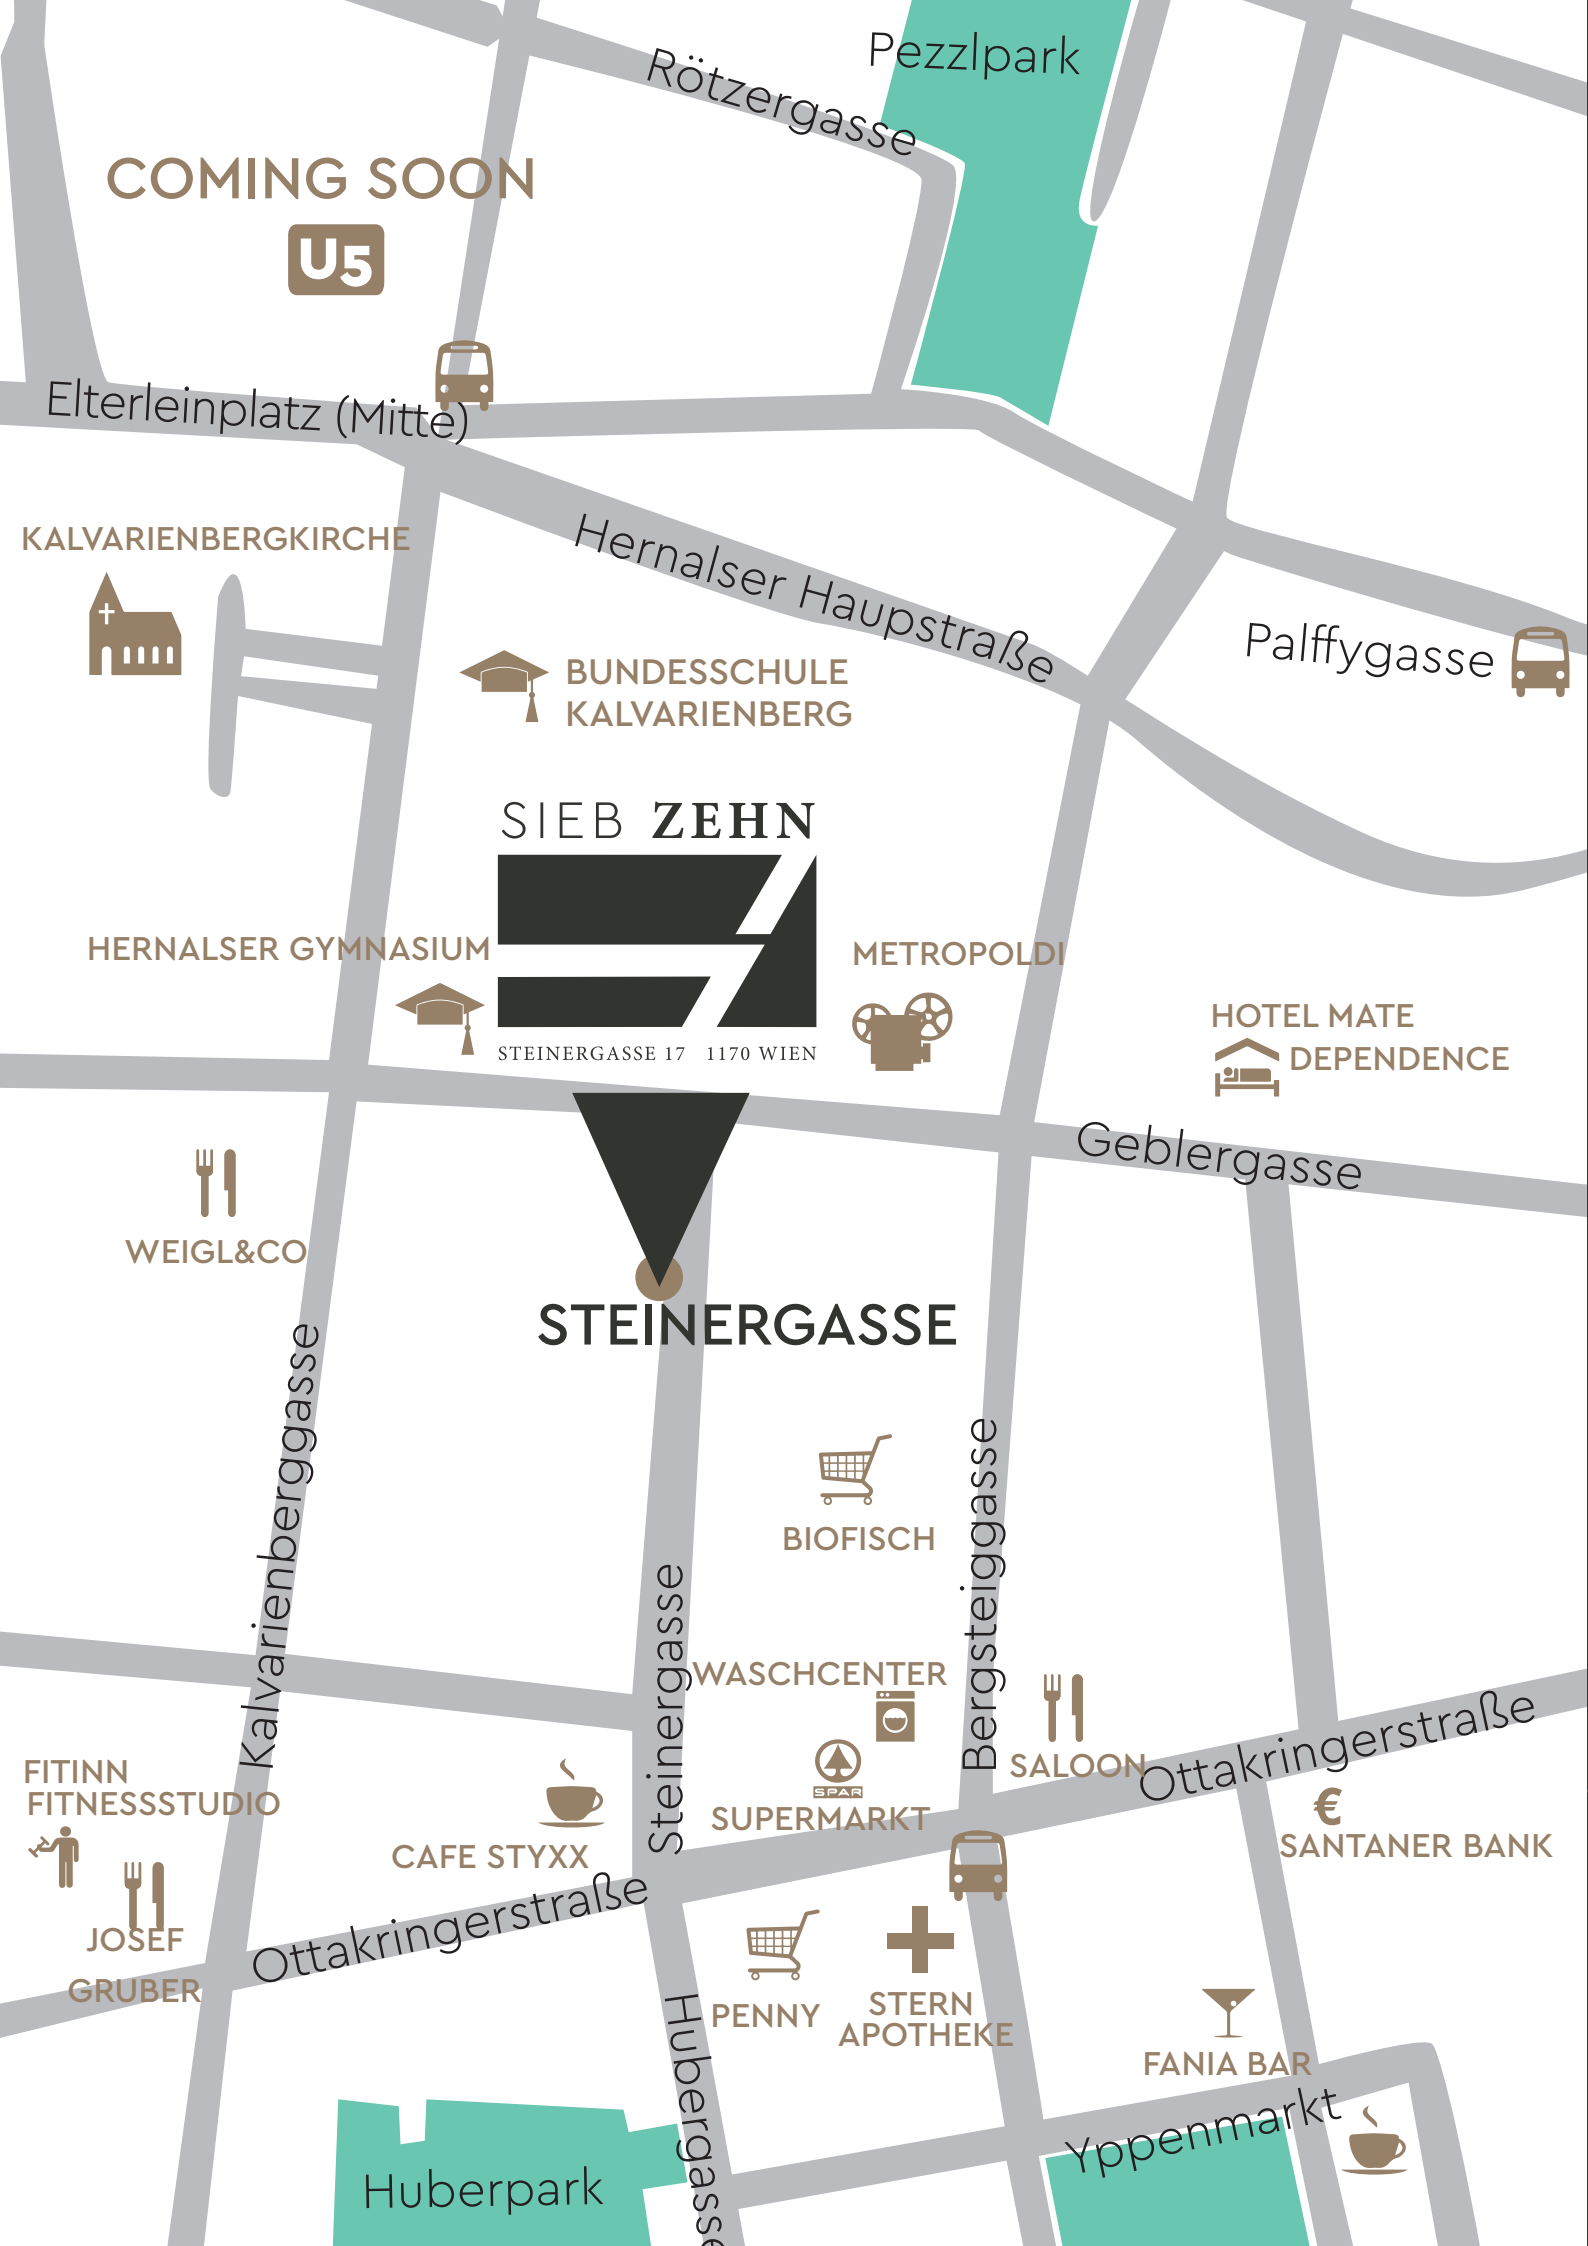 Pezzlpark
Rötzergasse
COMING SOON
U5
Elterleinplatz (Mitte)
KALVARIENBERGKIRCHE
Hernalser Haupstraße
Palffygasse
BUNDESSCHULE
KALVARIENBERG
SIEB ZEHN
HERNALSER GYMNASIUM
METROPOLDI
STEINERGASSE 17 1170 WIEN
HOTEL MATE
DEPENDENCE
Geblergasse
WEIGL&CO
STEINERGASSE
Kalvarienberggasse
BIOFISCH
Bergsteiggasse
Steinergasse
WASCHCENTER
SPAR
SUPERMARKT
SALOON
Ottakringerstraße
€
SANTANER BANK
FITINN
FITNESSSTUDIO
CAFE STYXX
JOSEF
GRUBER
Ottakringerstraße
PENNY
STERN
APOTHEKE
Hubergasse
FANIA BAR
Yppenmarkt
Huberpark